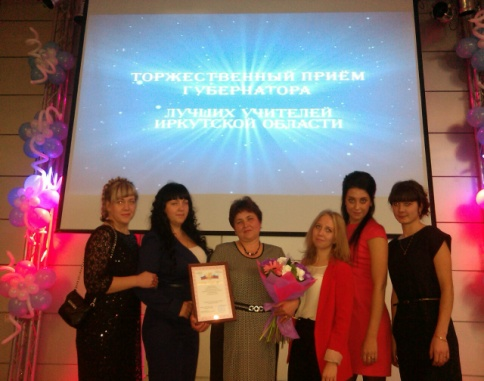 ТОРЖЕСТВЕННЫЙ ПРИЁМ
ГУБЕРНАТОРА
ЛУЧШИХ УЧИТЕЛЕЙ
ИРКУТСКОЙ ОБЛАСТИ